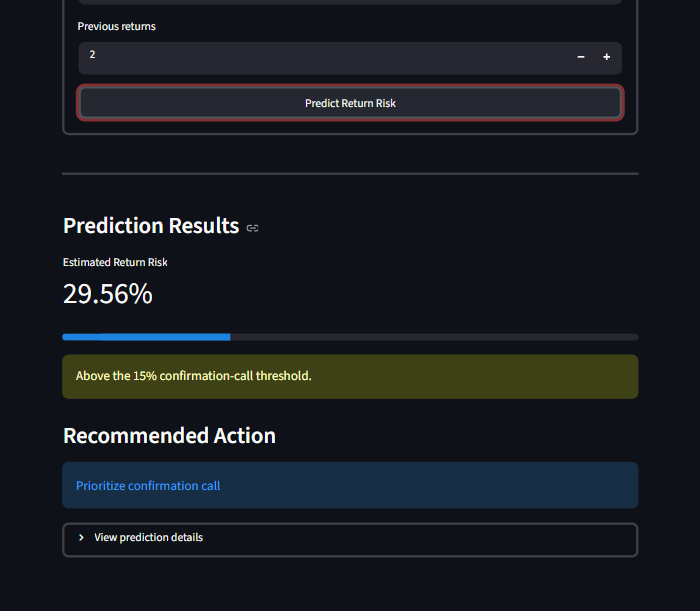 Previous returns
2
Predict Return Risk
Prediction Results
Estimated Return Risk
29.56%
Above the 15% confirmation-call threshold.
Recommended Action
Prioritize confirmation call
View prediction details